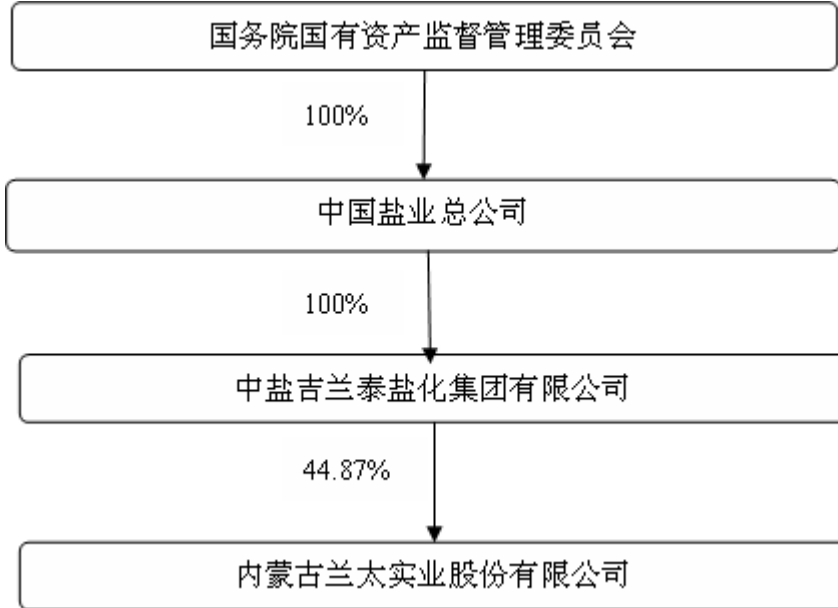 国务院国有资产监督管理委员会
100%
中国盐业总公司
100%
中盐吉兰泰盐化集团有限公司
44.87%
内蒙古兰太实业股份有限公司